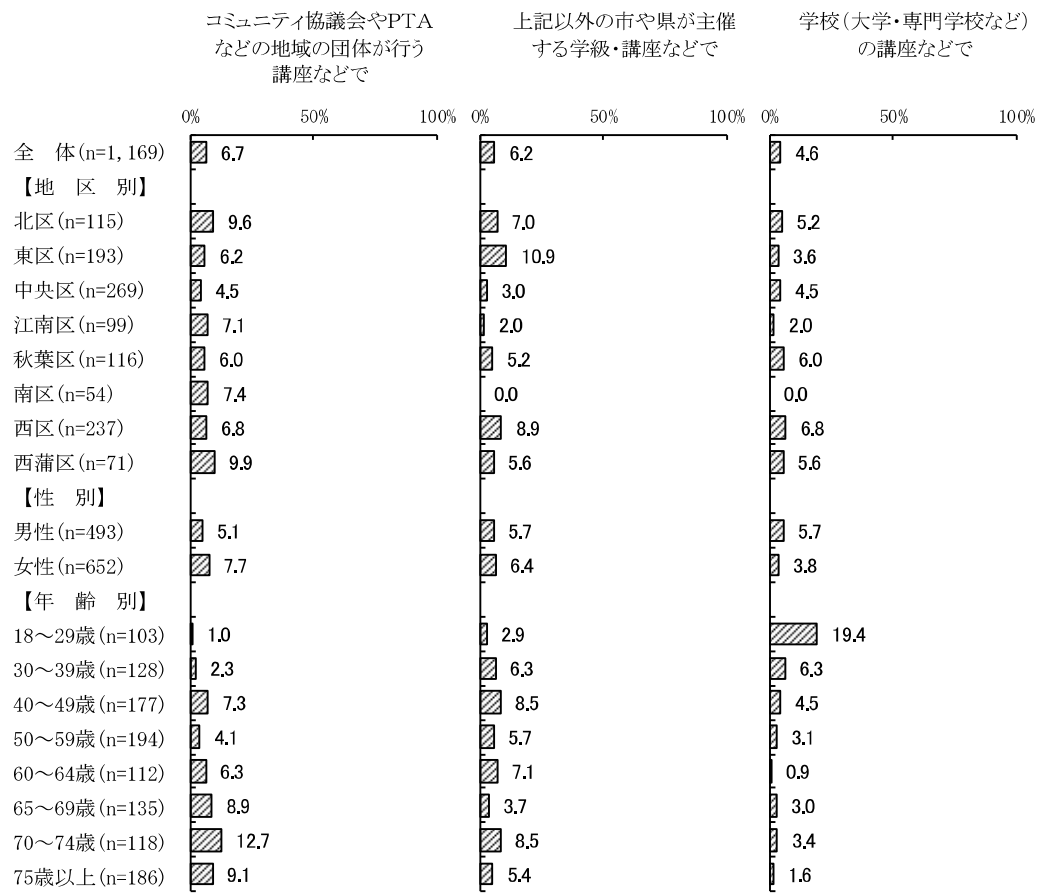 コミュニティ協議会やPTA
などの地域の団体が行う
講座などで
上記以外の市や県が主催
する学級・講座などで
学校(大学・専門学校など)
の講座などで
0% 50% 100% 0% 50% 100% 0% 50% 100%
全 体(n=1,169) 6.7 6.2 4.6
【地 区 別】
北区(n=115) 9.6 7.0 5.2
東区(n=193) 6.2 10.9 3.6
中央区(n=269) 4.5 3.0 4.5
江南区(n=99) 7.1 2.0 2.0
秋葉区(n=116) 6.0 5.2 6.0
南区(n=54) 7.4 0.0 0.0
西区(n=237) 6.8 8.9 6.8
西蒲区(n=71) 9.9 5.6 5.6
【性 別】
男性(n=493) 5.1 5.7 5.7
女性(n=652) 7.7 6.4 3.8
【年 齢 別】
18～29歳(n=103) 1.0 2.9 19.4
30～39歳(n=128) 2.3 6.3 6.3
40～49歳(n=177) 7.3 8.5 4.5
50～59歳(n=194) 4.1 5.7 3.1
60～64歳(n=112) 6.3 7.1 0.9
65～69歳(n=135) 8.9 3.7 3.0
70～74歳(n=118) 12.7 8.5 3.4
75歳以上(n=186) 9.1 5.4 1.6